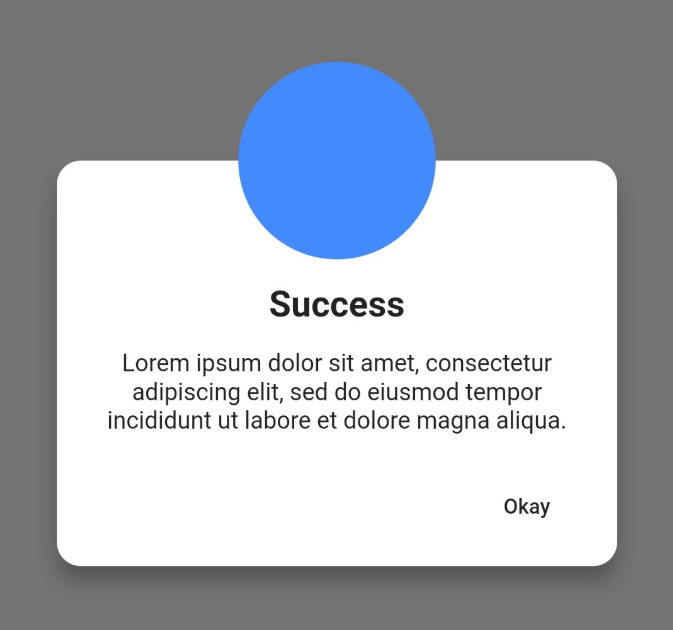 Success
Lorem ipsum dolor sit amet, consectetur
adipiscing elit, sed do eiusmod tempor
incididunt ut labore et dolore magna aliqua.
Okay